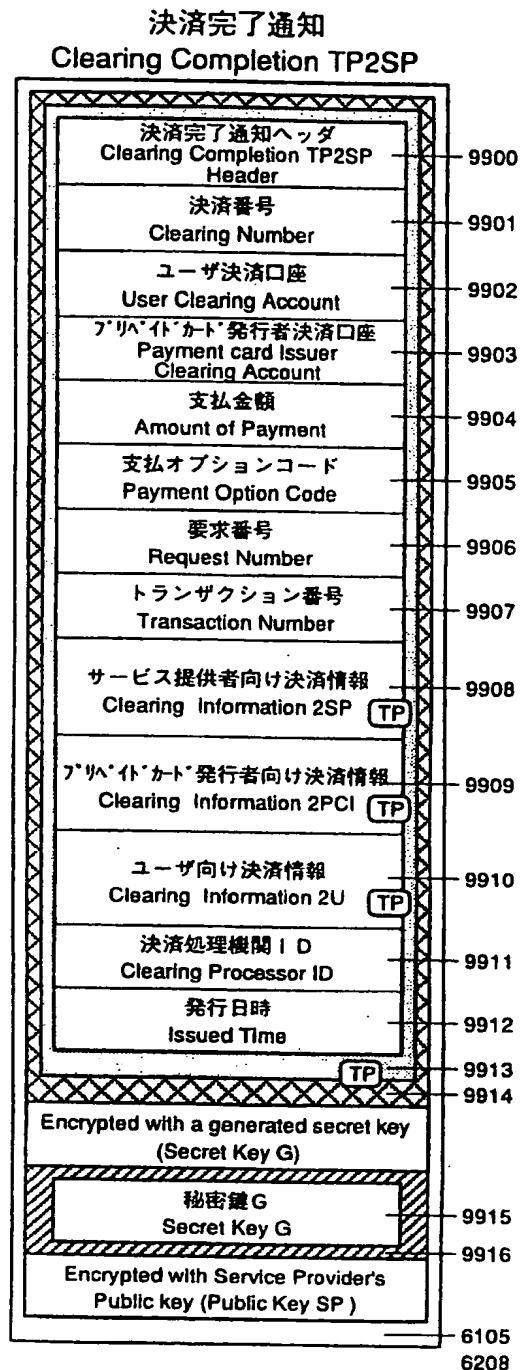 決済完了通知
Clearing Completion TP2SP
決済完了通知ヘッダ
Clearing Completion TP2SP
Header
9900
決済番号
Clearing Number
9901
ユーザ決済口座
User Clearing Account
9902
プリペイドカード発行者決済口座
Payment card Issuer
Clearing Account
9903
支払金額
Amount of Payment
9904
支払オプションコード
Payment Option Code
9905
要求番号
Request Number
9906
トランザクション番号
Transaction Number
9907
サービス提供者向け決済情報
Clearing Information 2SP
TP
9908
プリペイドカード発行者向け決済情報
Clearing Information 2PCI
TP
9909
ユーザ向け決済情報
Clearing Information 2U
TP
9910
決済処理機関ID
Clearing Processor ID
9911
発行日時
Issued Time
9912
TP
9913
9914
Encrypted with a generated secret key
(Secret Key G)
秘密鍵G
Secret Key G
9915
9916
Encrypted with Service Provider's
Public key (Public Key SP )
6105
6208